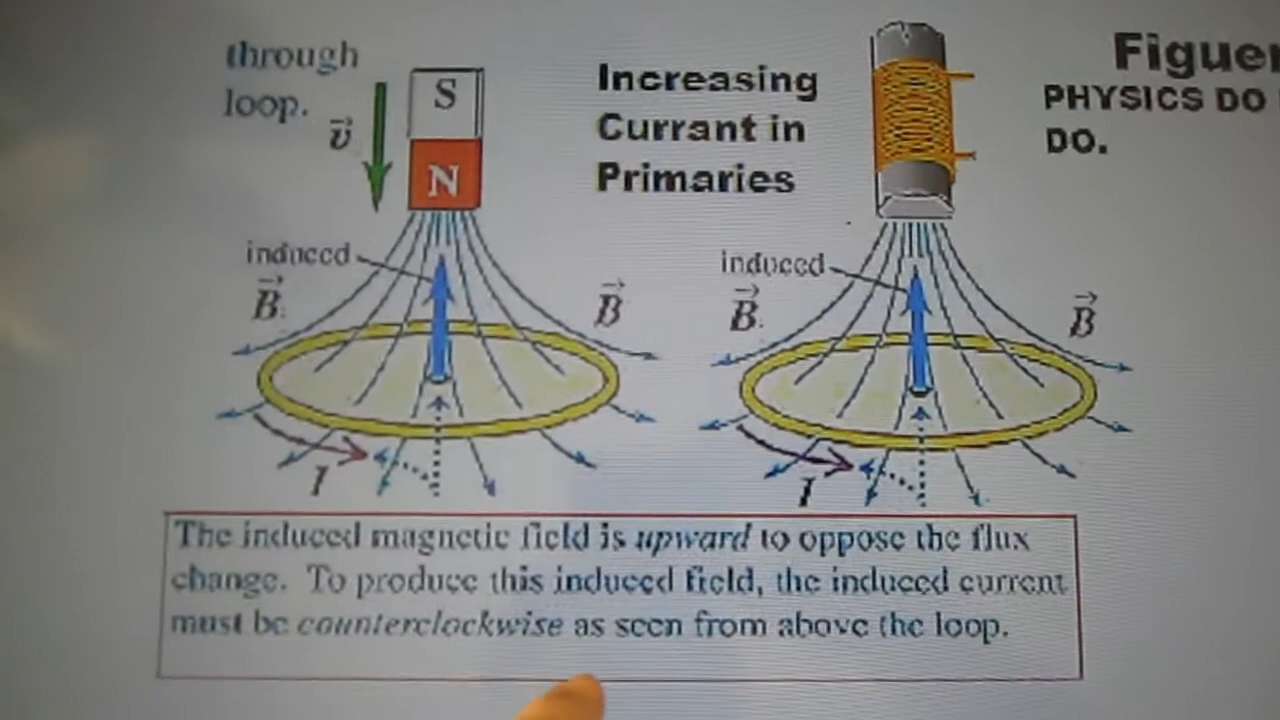 through
loop.
v
S
N
Increasing
Currant in
Primaries
PHYSICS DO
DO.
induced
B
B
I
induced
B
B
I
The induced magnetic field is upward to oppose the flux
change. To produce this induced field, the induced current
must be counterclockwise as seen from above the loop.